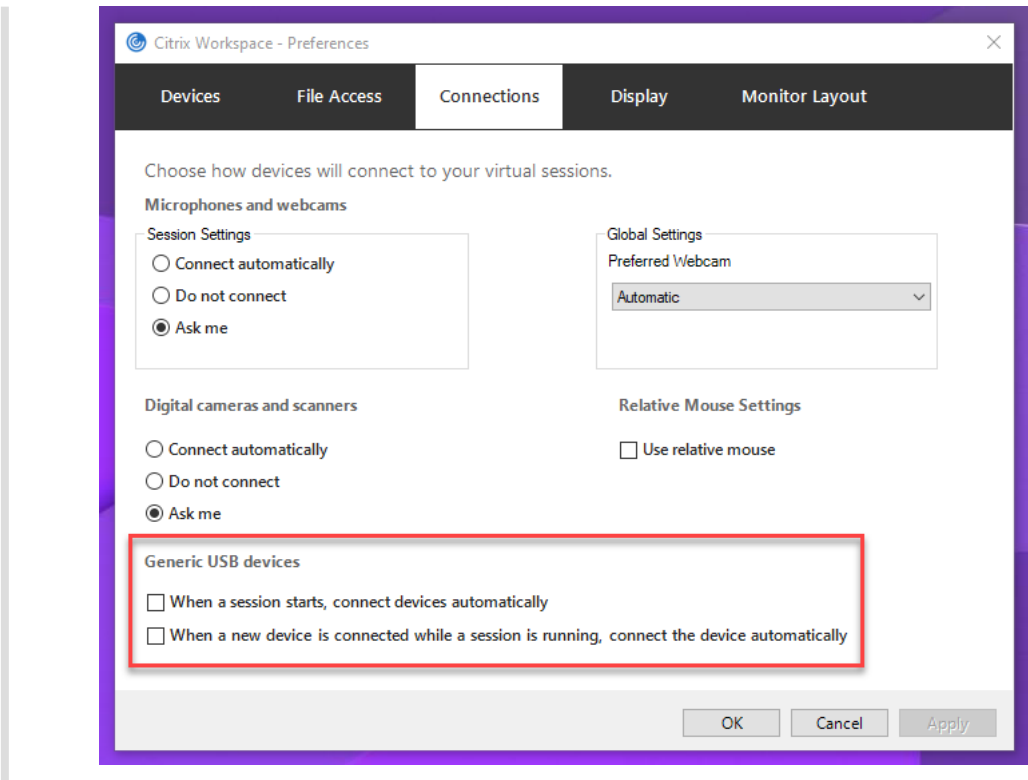 Citrix Workspace - Preferences
Devices File Access Connections Display Monitor Layout
Choose how devices will connect to your virtual sessions.
Microphones and webcams
Session Settings
Connect automatically
Do not connect
Ask me
Global Settings
Preferred Webcam
Automatic
Digital cameras and scanners
Connect automatically
Do not connect
Ask me
Relative Mouse Settings
Use relative mouse
Generic USB devices
When a session starts, connect devices automatically
When a new device is connected while a session is running, connect the device automatically
OK Cancel Apply